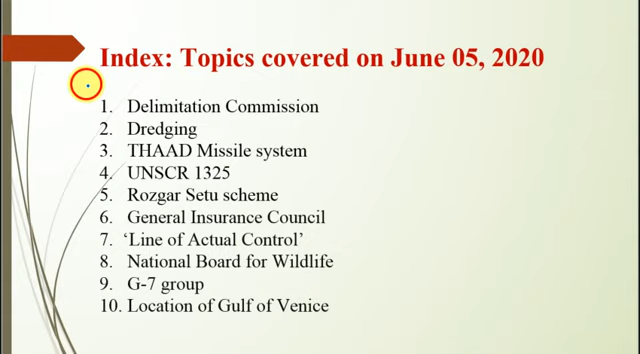 Index: Topics covered on June 05, 2020
1. Delimitation Commission
2. Dredging
3. THAAD Missile system
4. UNSCR 1325
5. Rozgar Setu scheme
6. General Insurance Council
7. ‘Line of Actual Control’
8. National Board for Wildlife
9. G-7 group
10. Location of Gulf of Venice